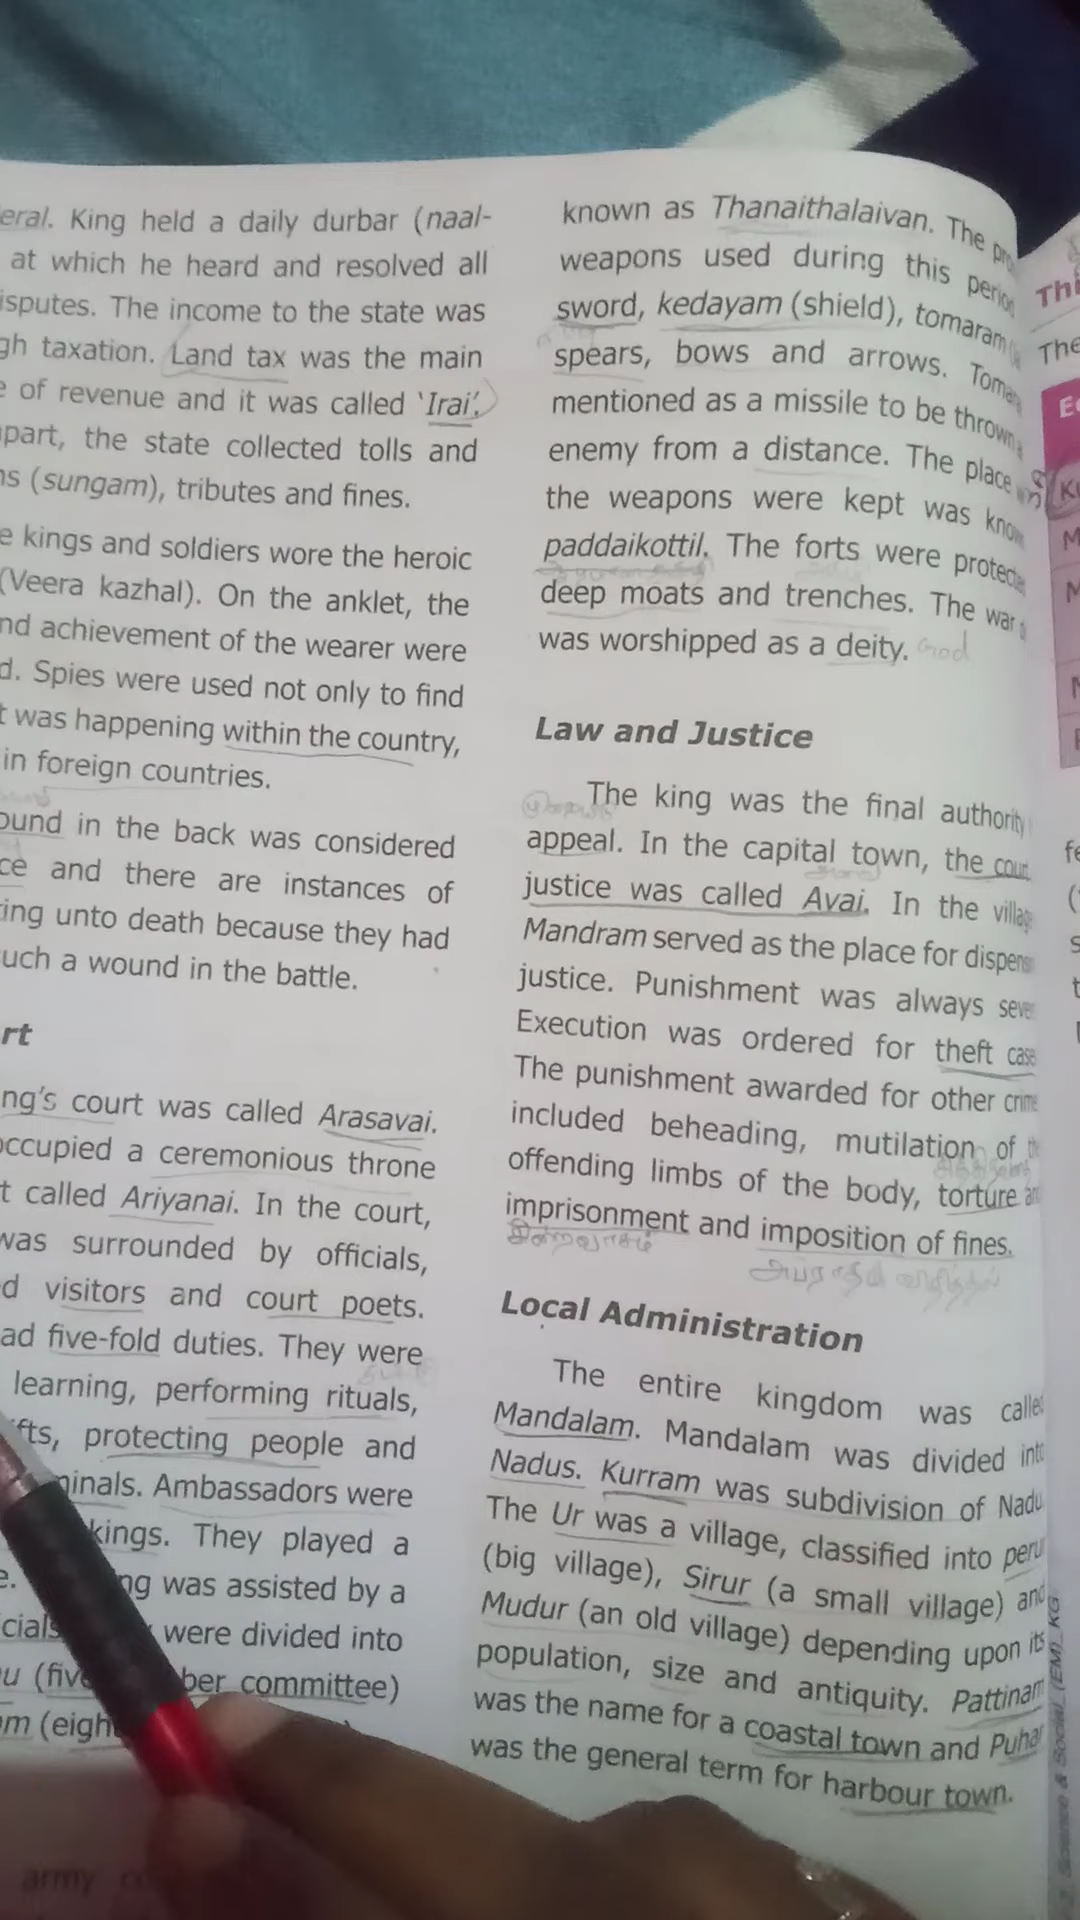 eral. King held a daily durbar (naal-
at which he heard and resolved all
isputes. The income to the state was
gh taxation. Land tax was the main
e of revenue and it was called 'Irai'.
part, the state collected tolls and
ns (sungam), tributes and fines.
e kings and soldiers wore the heroic
(Veera kazhal). On the anklet, the
nd achievement of the wearer were
d. Spies were used not only to find
t was happening within the country,
in foreign countries.
ound in the back was considered
ce and there are instances of
ing unto death because they had
uch a wound in the battle.
rt
ng's court was called Arasavai.
occupied a ceremonious throne
t called Ariyanai. In the court,
was surrounded by officials,
d visitors and court poets.
ad five-fold duties. They were
learning, performing rituals,
fts, protecting people and
minals. Ambassadors were
kings. They played a
e. ng was assisted by a
cials were divided into
u (five ber committee)
m (eight
army
known as Thanaithalaivan. The
weapons used during this period
sword, kedayam (shield), tomaram
spears, bows and arrows.
mentioned as a missile to be thrown
enemy from a distance. The place
the weapons were kept was
paddaikottil. The forts were
deep moats and trenches. The war
was worshipped as a deity. God
Law and Justice
The king was the final authority
appeal. In the capital town, the court
justice was called Avai. In the
Mandram served as the place for
justice. Punishment was always
Execution was ordered for theft case
The punishment awarded for other crime
included beheading, mutilation of
offending limbs of the body, torture
imprisonment and imposition of fines.
Local Administration
The entire kingdom was called
Mandalam. Mandalam was divided into
Nadus. Kurram was subdivision of Nadu.
The Ur was a village, classified into perur
(big village), Sirur (a small village) and
Mudur (an old village) depending upon its
population, size and antiquity. Pattinam
was the name for a coastal town and Puhar
was the general term for harbour town.
The